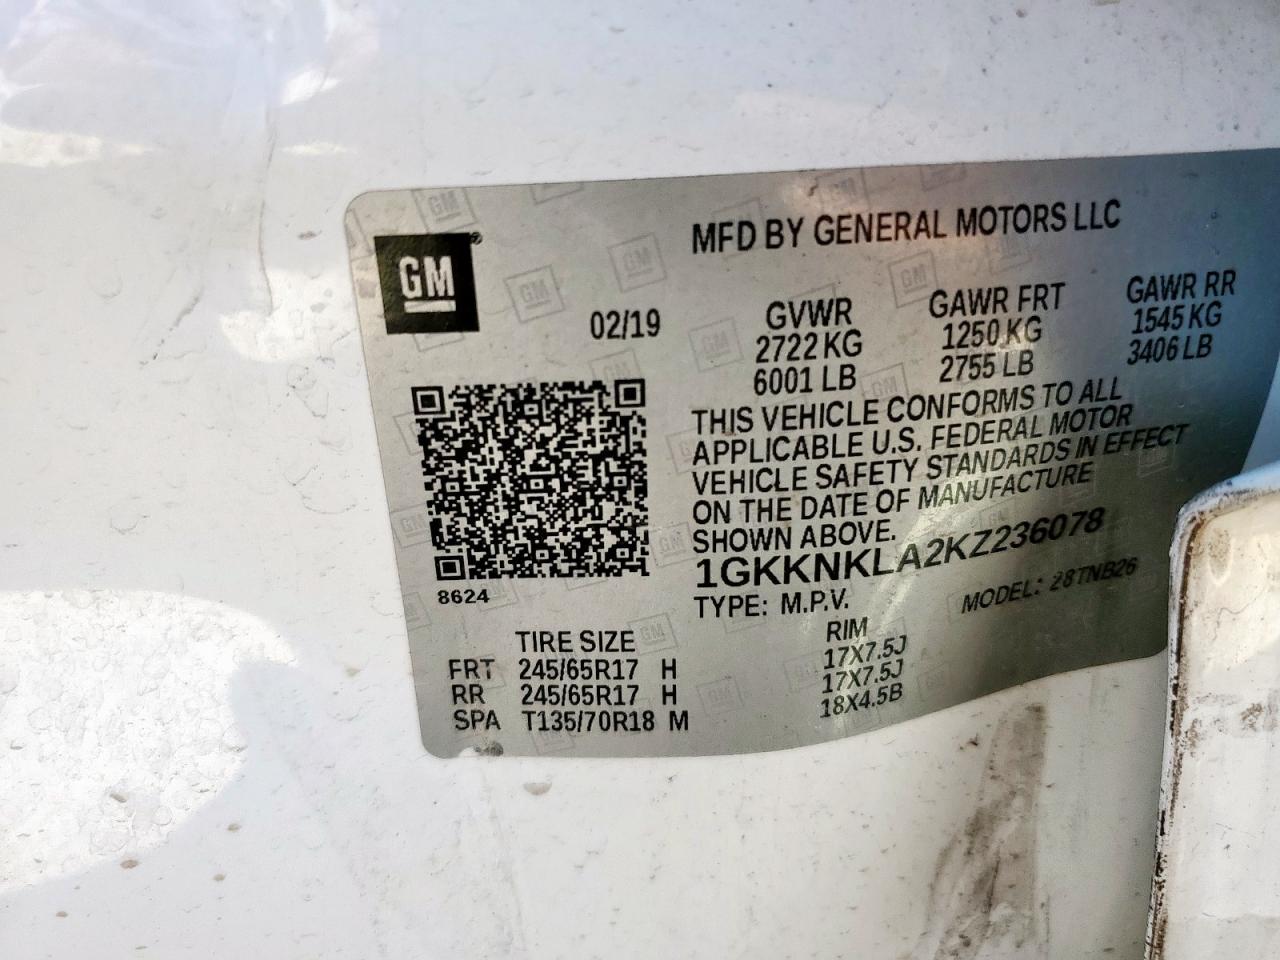 GM
MFD BY GENERAL MOTORS LLC
02/19
GVWR GAWR FRT GAWR RR
2722 KG 1250 KG 1545 KG
6001 LB 2755 LB 3406 LB
THIS VEHICLE CONFORMS TO ALL
APPLICABLE U.S. FEDERAL MOTOR
VEHICLE SAFETY STANDARDS IN EFFECT
ON THE DATE OF MANUFACTURE
SHOWN ABOVE.
1GKKNKLA2KZ236078
TYPE: M.P.V. MODEL: 28TNB26
8624
TIRE SIZE RIM
FRT 245/65R17 H 17X7.5J
RR 245/65R17 H 17X7.5J
SPA T135/70R18 M 18X4.5B